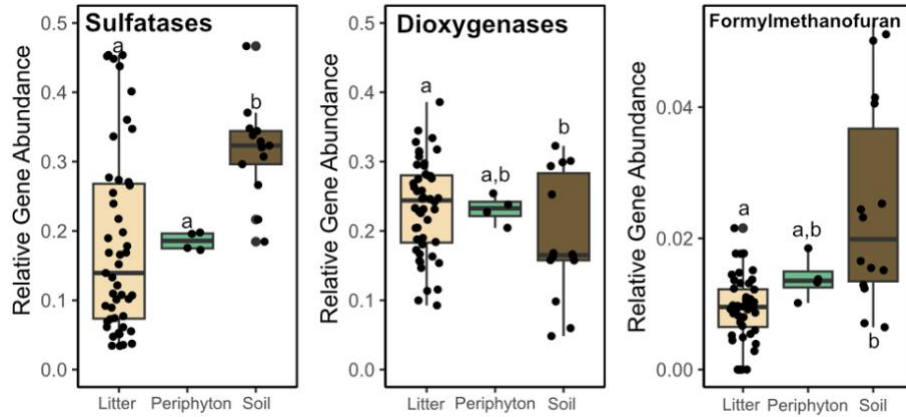 Sulfatases
Relative Gene Abundance
0.5
0.4
0.3
0.2
0.1
0.0
a
a
b
Litter Periphyton Soil
Dioxygenases
Relative Gene Abundance
0.5
0.4
0.3
0.2
0.1
0.0
a
a,b
b
Litter Periphyton Soil
Formylmethanofuran
Relative Gene Abundance
0.04
0.02
0.00
a
a,b
b
Litter Periphyton Soil